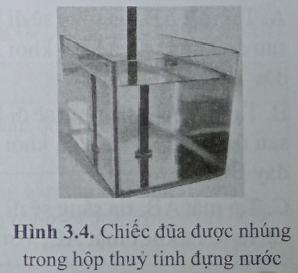 Hình 3.4. Chiếc đũa được nhúng
trong hộp thuỷ tinh đựng nước